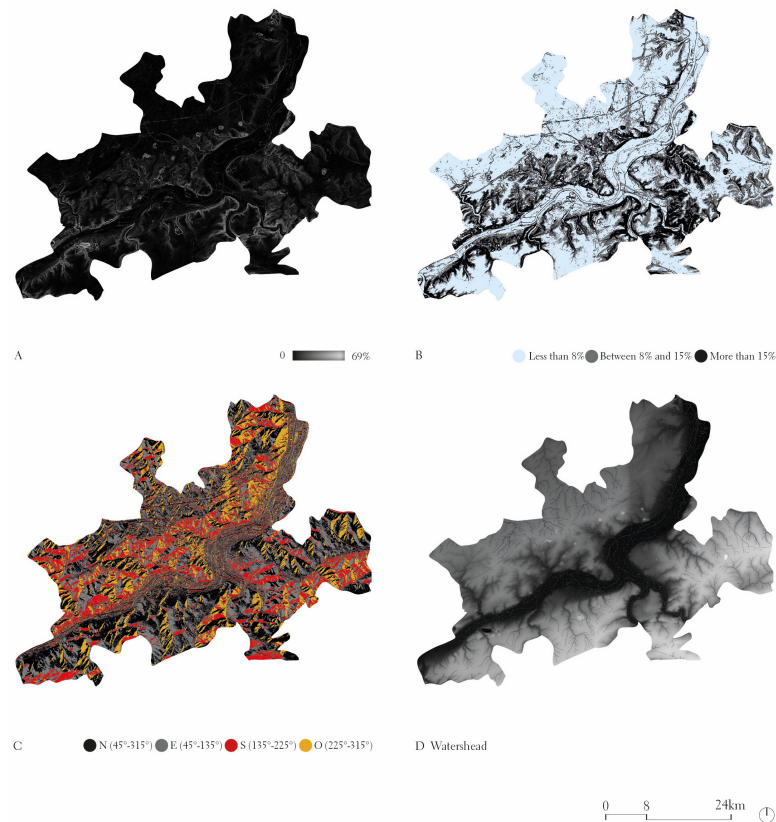 A 0 69%
B Less than 8% Between 8% and 15% More than 15%
C N (45°-315°) E (45°-135°) S (135°-225°) O (225°-315°)
D Watershead
0 8 24km